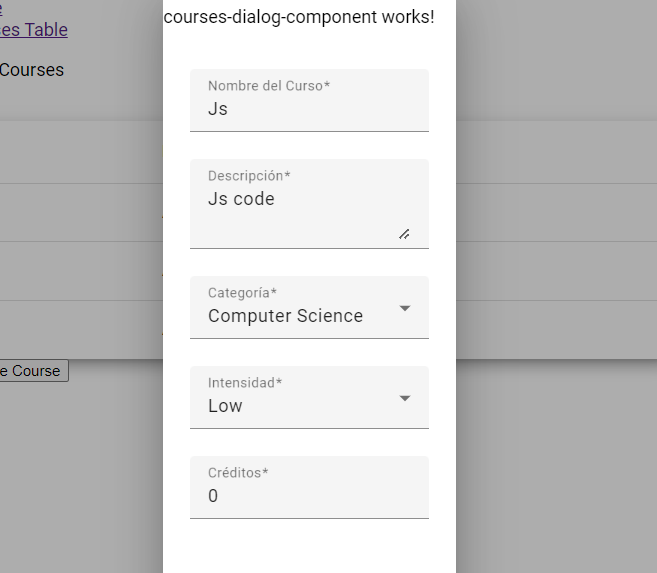 courses-dialog-component works!
es Table
Courses
Nombre del Curso*
Js
Descripción*
Js code
Categoría*
Computer Science
Intensidad*
Low
e Course
Créditos*
0